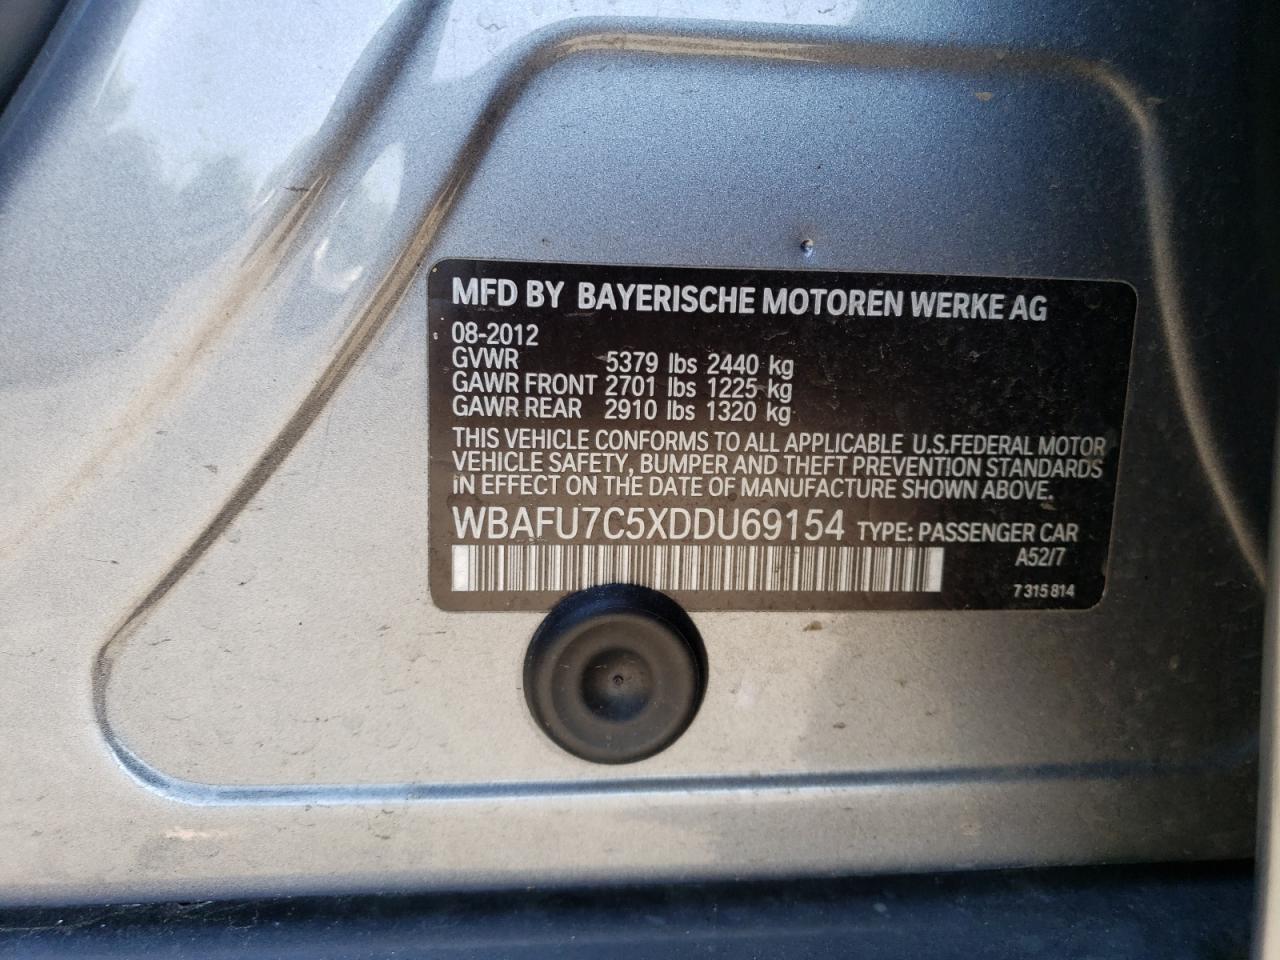 MFD BY BAYERISCHE MOTOREN WERKE AG
08-2012
GVWR 5379 lbs 2440 kg
GAWR FRONT 2701 lbs 1225 kg
GAWR REAR 2910 lbs 1320 kg
THIS VEHICLE CONFORMS TO ALL APPLICABLE U.S.FEDERAL MOTOR
VEHICLE SAFETY, BUMPER AND THEFT PREVENTION STANDARDS
IN EFFECT ON THE DATE OF MANUFACTURE SHOWN ABOVE.
WBAFU7C5XDDU69154 TYPE: PASSENGER CAR
A52/7
7 315 814